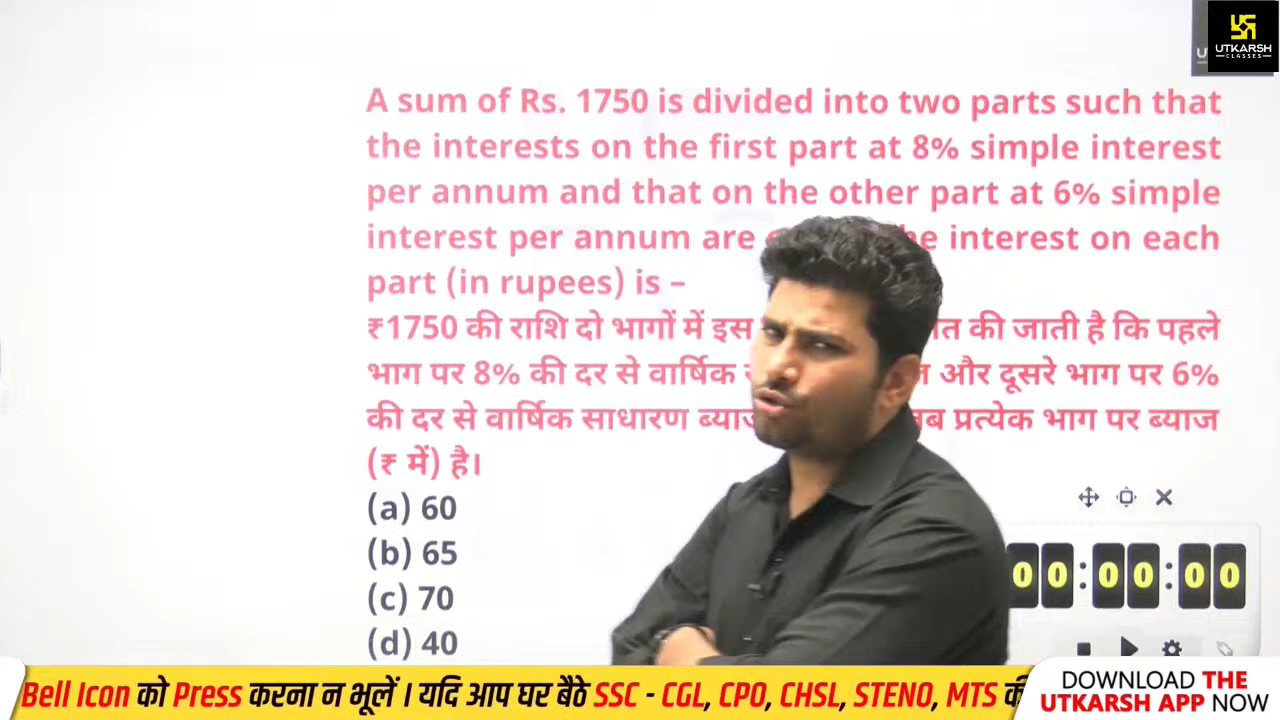 UTKARSH
CLASSES
A sum of Rs. 1750 is divided into two parts such that
the interests on the first part at 8% simple interest
per annum and that on the other part at 6% simple
interest per annum are he interest on each
part (in rupees) is –
₹1750 की राशि दो भागों में इस की जाती है कि पहले
भाग पर 8% की दर से वार्षिक और दूसरे भाग पर 6%
की दर से वार्षिक साधारण प्रत्येक भाग पर ब्याज
(₹ में) है।
(a) 60
(b) 65
(c) 70
(d) 40
00:00:00
Bell Icon को Press करना न भूलें । यदि आप घर बैठे SSC - CGL, CPO, CHSL, STENO, MTS की
DOWNLOAD THE
UTKARSH APP NOW